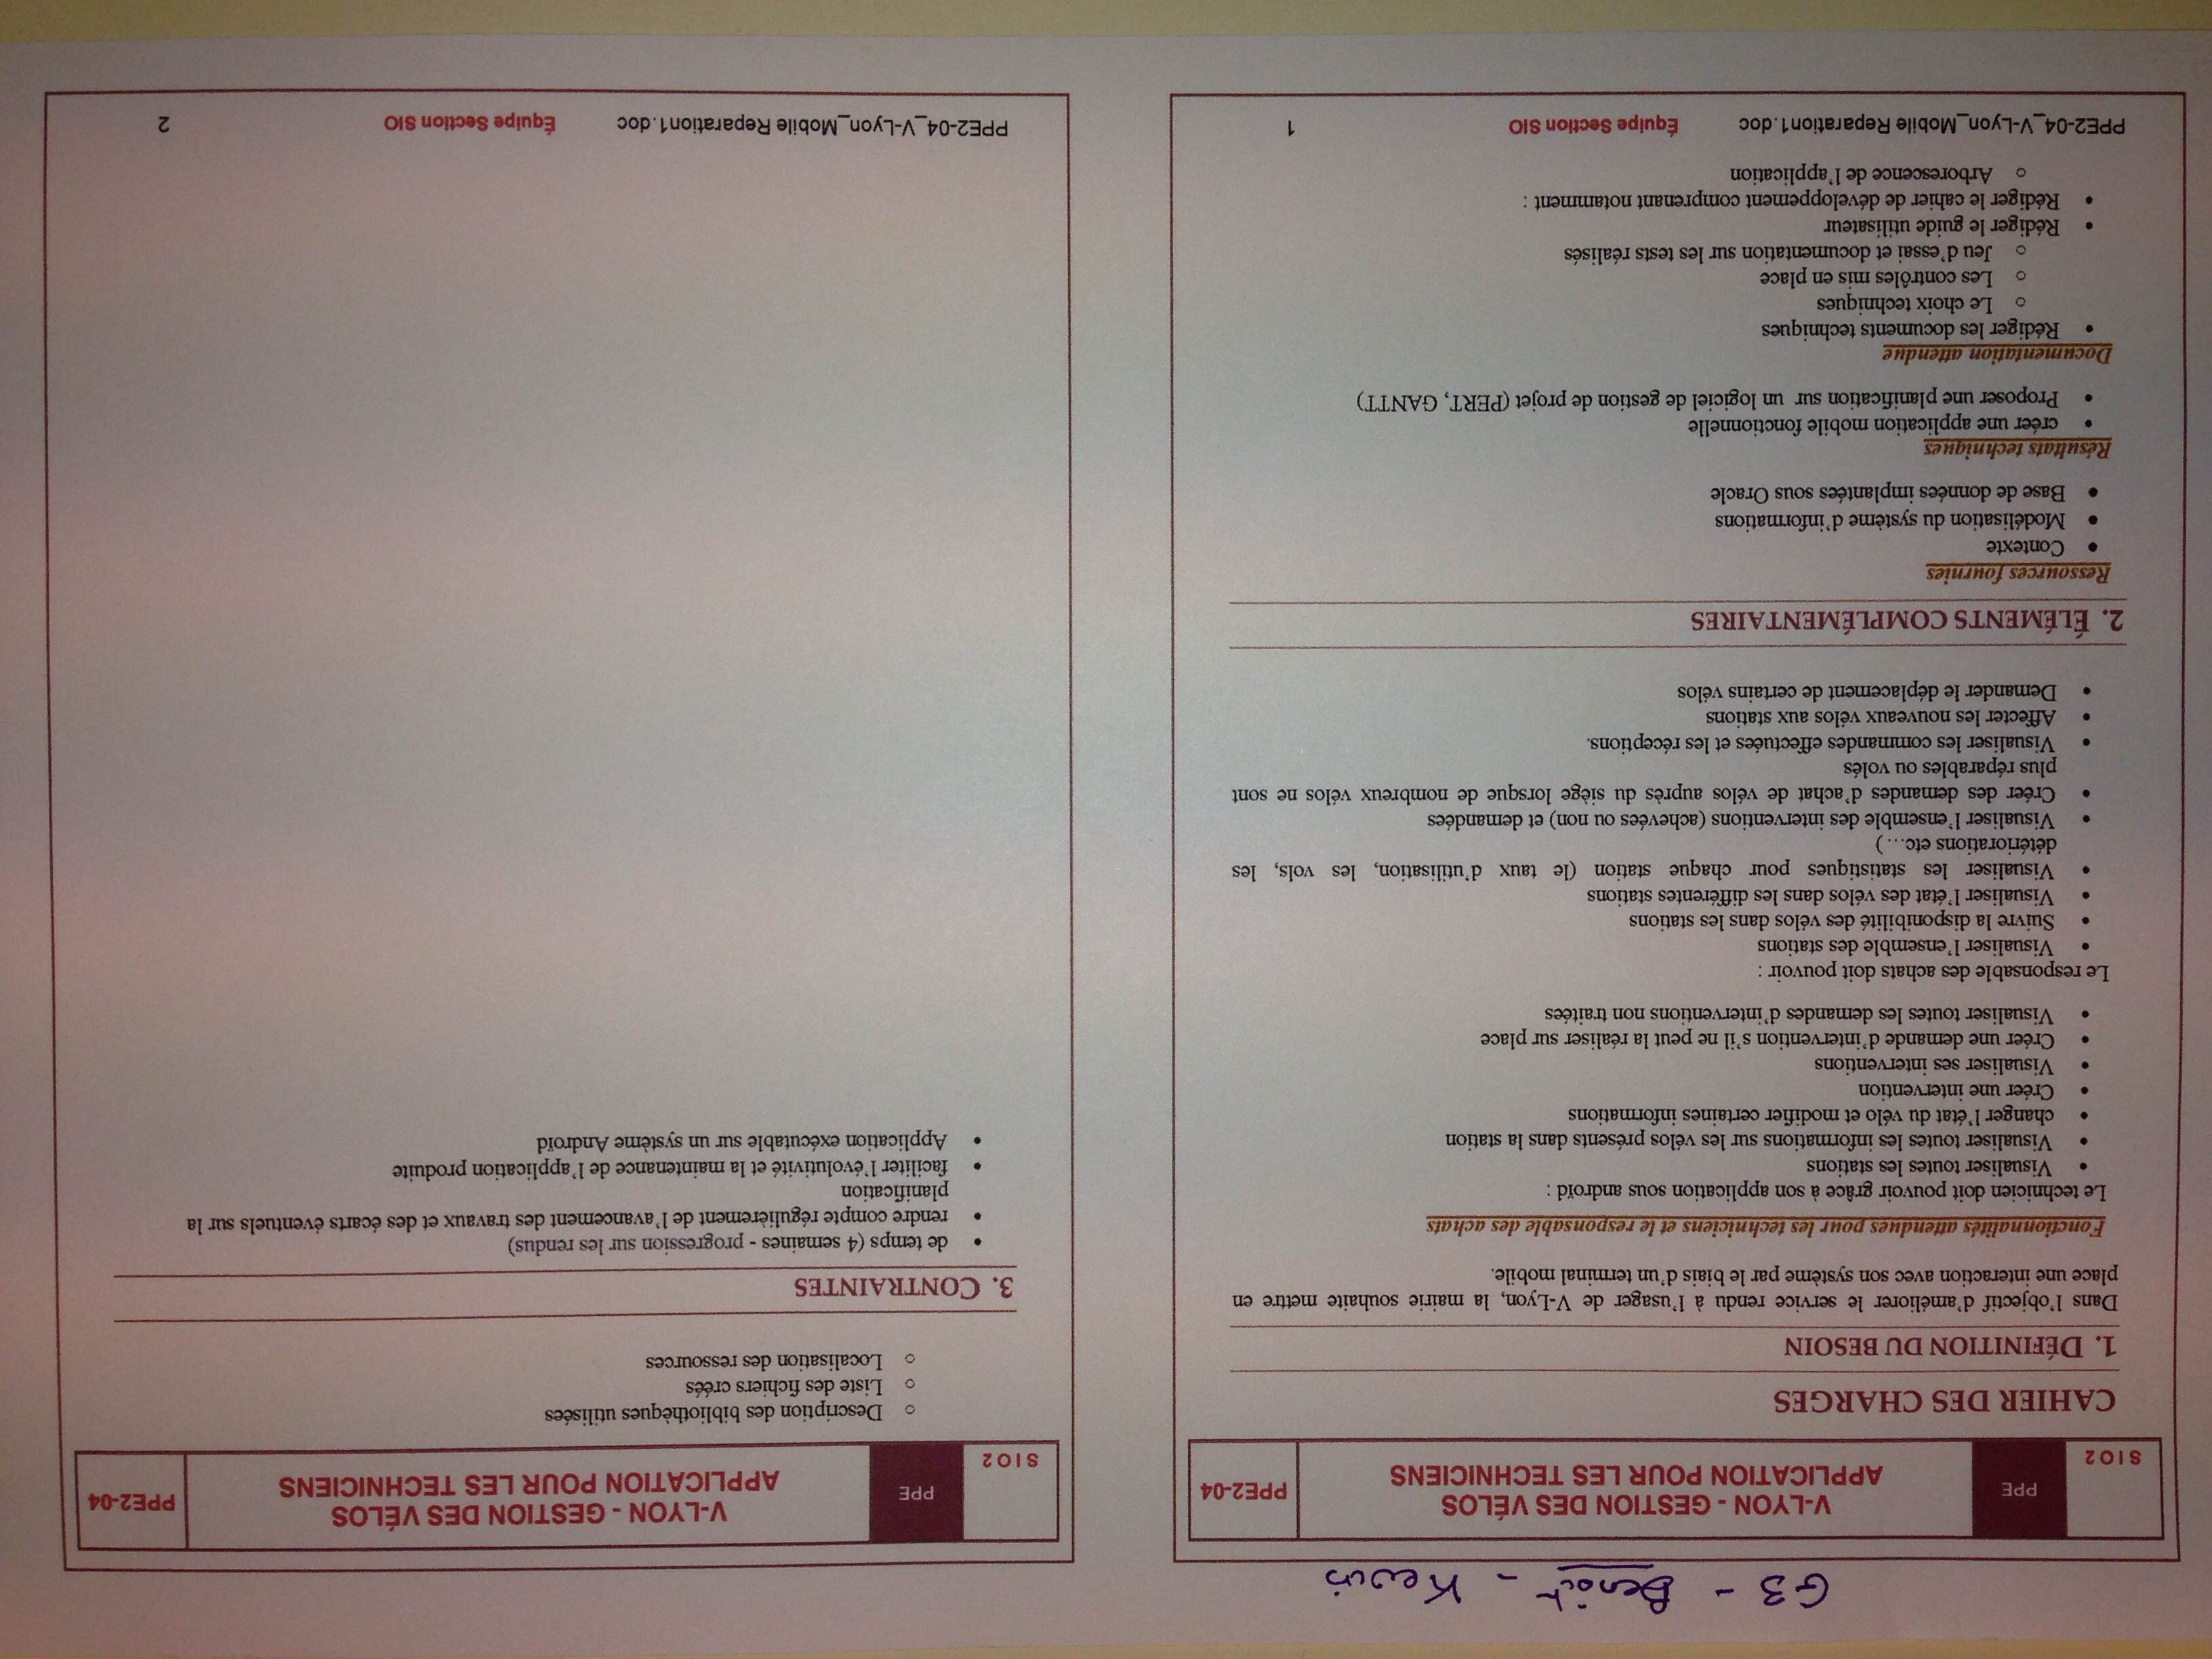 G3 - Benoit - Kevin
SIO2
PPE
V-LYON - GESTION DES VÉLOS
APPLICATION POUR LES TECHNICIENS
PPE2-04
CAHIER DES CHARGES
1. DÉFINITION DU BESOIN
Dans l'objectif d'améliorer le service rendu à l'usager de V-Lyon, la mairie souhaite mettre en
place une interaction avec son système par le biais d'un terminal mobile.
Fonctionnalités attendues pour les techniciens et le responsable des achats
Le technicien doit pouvoir grâce à son application sous androïd :
• Visualiser toutes les stations
• Visualiser toutes les informations sur les vélos présents dans la station
• changer l'état du vélo et modifier certaines informations
• Créer une intervention
• Visualiser ses interventions
• Créer une demande d'intervention s'il ne peut la réaliser sur place
• Visualiser toutes les demandes d'interventions non traitées
Le responsable des achats doit pouvoir :
• Visualiser l'ensemble des stations
• Suivre la disponibilité des vélos dans les stations
• Visualiser l'état des vélos dans les différentes stations
• Visualiser les statistiques pour chaque station (le taux d'utilisation, les vols, les
détériorations etc...)
• Visualiser l'ensemble des interventions (achevées ou non) et demandées
• Créer des demandes d'achat de vélos auprès du siège lorsque de nombreux vélos ne sont
plus réparables ou volés
• Visualiser les commandes effectuées et les réceptions.
• Affecter les nouveaux vélos aux stations
• Demander le déplacement de certains vélos
2. ÉLÉMENTS COMPLÉMENTAIRES
Ressources fournies
• Contexte
• Modélisation du système d'informations
• Base de données implantées sous Oracle
Résultats techniques
• créer une application mobile fonctionnelle
• Proposer une planification sur un logiciel de gestion de projet (PERT, GANTT)
Documentation attendue
• Rédiger les documents techniques
o Le choix techniques
o Les contrôles mis en place
o Jeu d'essai et documentation sur les tests réalisés
• Rédiger le guide utilisateur
• Rédiger le cahier de développement comprenant notamment :
o Arborescence de l'application
PPE2-04_V-Lyon_Mobile Reparation1.doc Équipe Section SIO 1
SIO2
PPE
V-LYON - GESTION DES VÉLOS
APPLICATION POUR LES TECHNICIENS
PPE2-04
o Description des bibliothèques utilisées
o Liste des fichiers créés
o Localisation des ressources
3. CONTRAINTES
• de temps (4 semaines - progression sur les rendus)
• rendre compte régulièrement de l'avancement des travaux et des écarts éventuels sur la
planification
• faciliter l'évolutivité et la maintenance de l'application produite
• Application exécutable sur un système Androïd
PPE2-04_V-Lyon_Mobile Reparation1.doc Équipe Section SIO 2